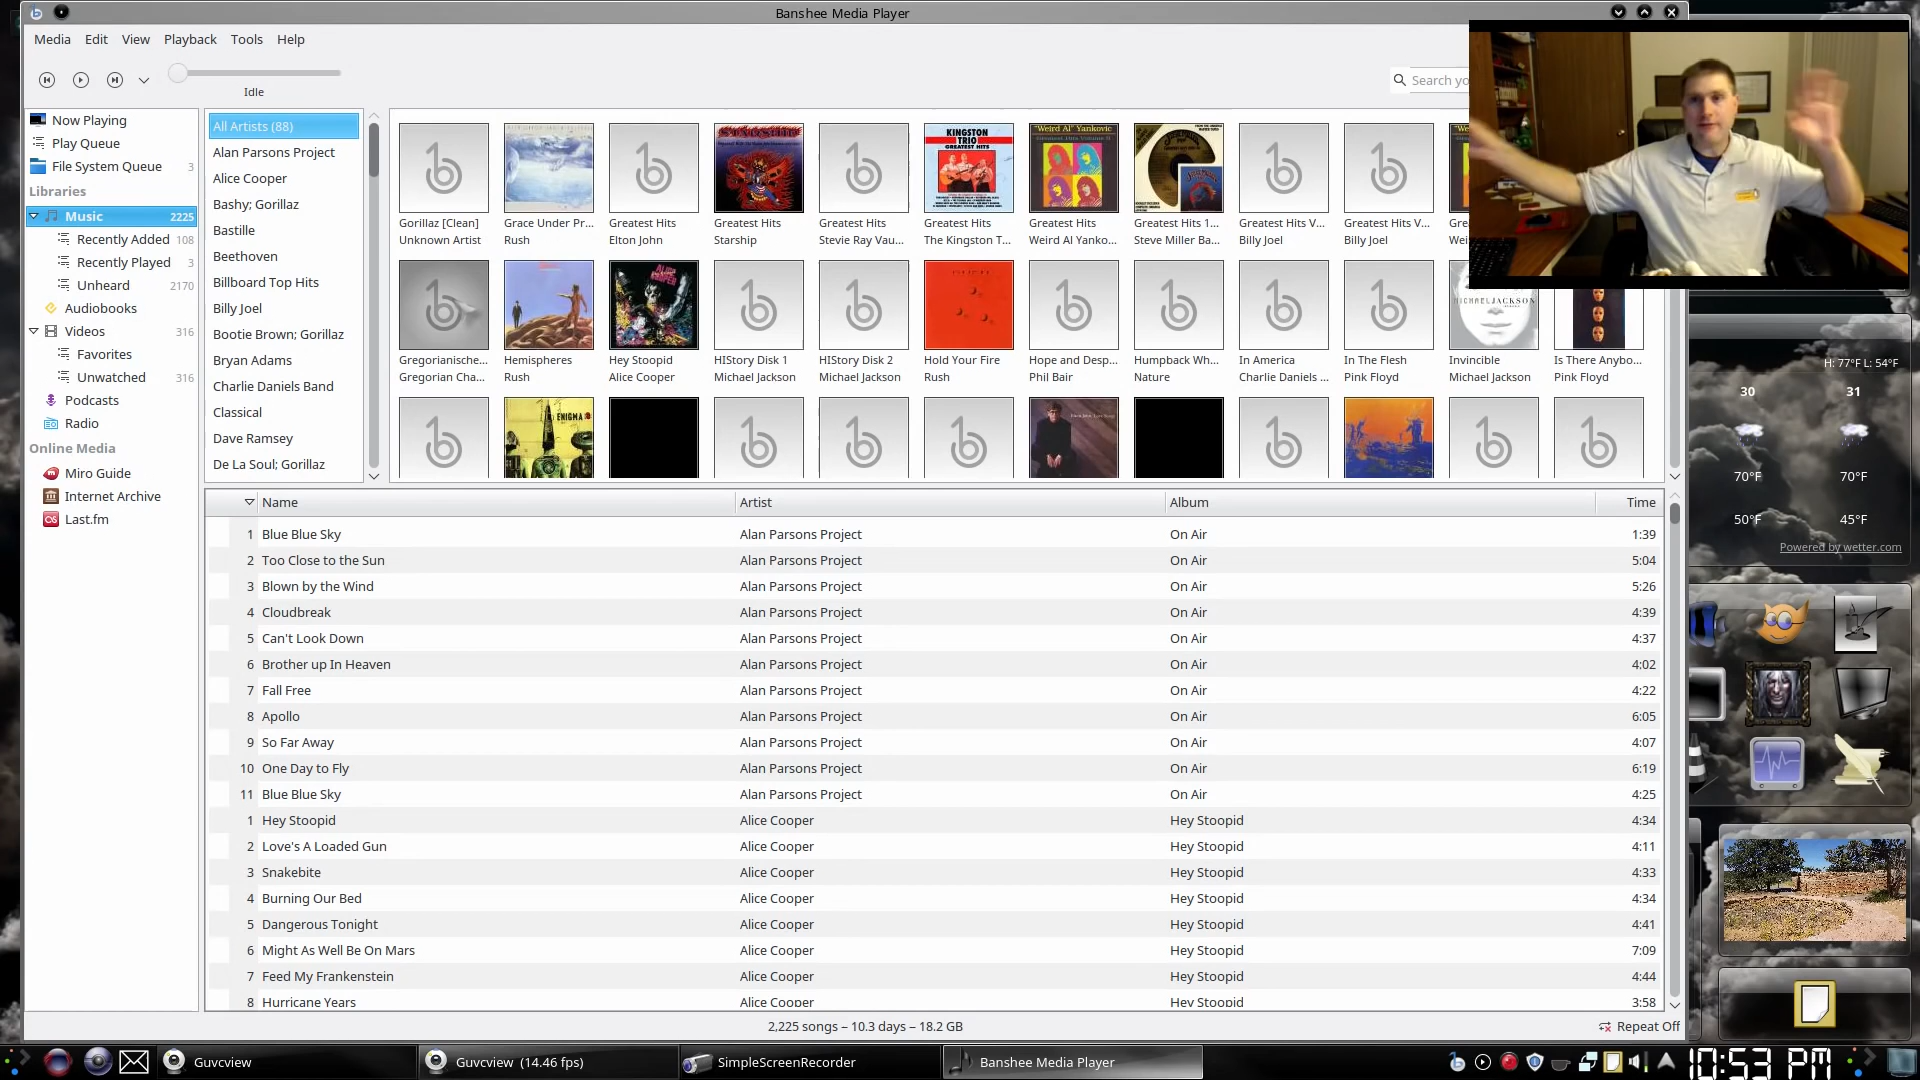 Banshee Media Player
Media Edit View Playback Tools Help
Idle
Search yo
Now Playing
Play Queue
File System Queue 3
Libraries
Music 2225
Recently Added 108
Recently Played 3
Unheard 2170
Audiobooks
Videos 316
Favorites
Unwatched 316
Podcasts
Radio
Online Media
Miro Guide
Internet Archive
Last.fm
All Artists (88)
Alan Parsons Project
Alice Cooper
Bashy; Gorillaz
Bastille
Beethoven
Billboard Top Hits
Billy Joel
Bootie Brown; Gorillaz
Bryan Adams
Charlie Daniels Band
Classical
Dave Ramsey
De La Soul; Gorillaz
KINGSTON
TRIO
GREATEST HITS
"Weird Al" Yankovic
Gorillaz [Clean] Grace Under Pr... Greatest Hits Greatest Hits Greatest Hits Greatest Hits Greatest Hits Greatest Hits 1... Greatest Hits V... Greatest Hits V... Gre
Unknown Artist Rush Elton John Starship Stevie Ray Vau... The Kingston T... Weird Al Yanko... Steve Miller Ba... Billy Joel Billy Joel Wei
MICHAEL JACKSON
Gregorianische... Hemispheres Hey Stoopid HIStory Disk 1 HIStory Disk 2 Hold Your Fire Hope and Desp... Humpback Wh... In America In The Flesh Invincible Is There Anybo...
Gregorian Cha... Rush Alice Cooper Michael Jackson Michael Jackson Rush Phil Bair Nature Charlie Daniels ... Pink Floyd Michael Jackson Pink Floyd
ENIGMA
Name Artist Album Time
1 Blue Blue Sky Alan Parsons Project On Air 1:39
2 Too Close to the Sun Alan Parsons Project On Air 5:04
3 Blown by the Wind Alan Parsons Project On Air 5:26
4 Cloudbreak Alan Parsons Project On Air 4:39
5 Can't Look Down Alan Parsons Project On Air 4:37
6 Brother up In Heaven Alan Parsons Project On Air 4:02
7 Fall Free Alan Parsons Project On Air 4:22
8 Apollo Alan Parsons Project On Air 6:05
9 So Far Away Alan Parsons Project On Air 4:07
10 One Day to Fly Alan Parsons Project On Air 6:19
11 Blue Blue Sky Alan Parsons Project On Air 4:25
1 Hey Stoopid Alice Cooper Hey Stoopid 4:34
2 Love's A Loaded Gun Alice Cooper Hey Stoopid 4:11
3 Snakebite Alice Cooper Hey Stoopid 4:33
4 Burning Our Bed Alice Cooper Hey Stoopid 4:34
5 Dangerous Tonight Alice Cooper Hey Stoopid 4:41
6 Might As Well Be On Mars Alice Cooper Hey Stoopid 7:09
7 Feed My Frankenstein Alice Cooper Hey Stoopid 4:44
8 Hurricane Years Alice Cooper Hey Stoopid 3:58
2,225 songs – 10.3 days – 18.2 GB
Repeat Off
H: 77°F L: 54°F
30 31
70°F 70°F
50°F 45°F
Powered by wetter.com
Guvcview Guvcview (14.46 fps) SimpleScreenRecorder Banshee Media Player 10:53 PM